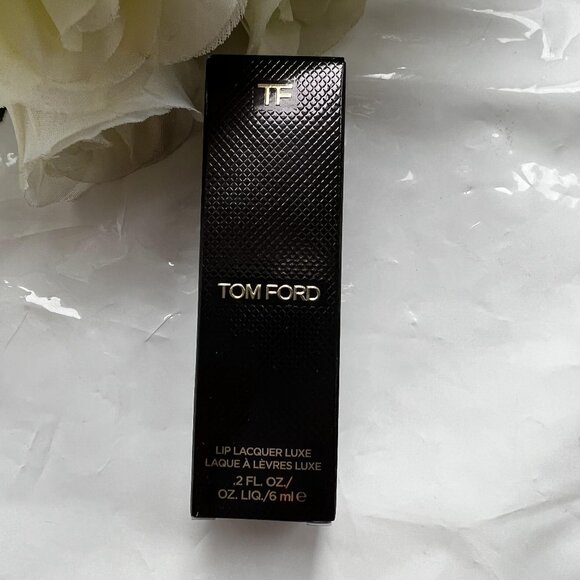 TF
TOM FORD
LIP LACQUER LUXE
LAQUE À LÈVRES LUXE
.2 FL. OZ./
OZ. LIQ./6 ml ℮